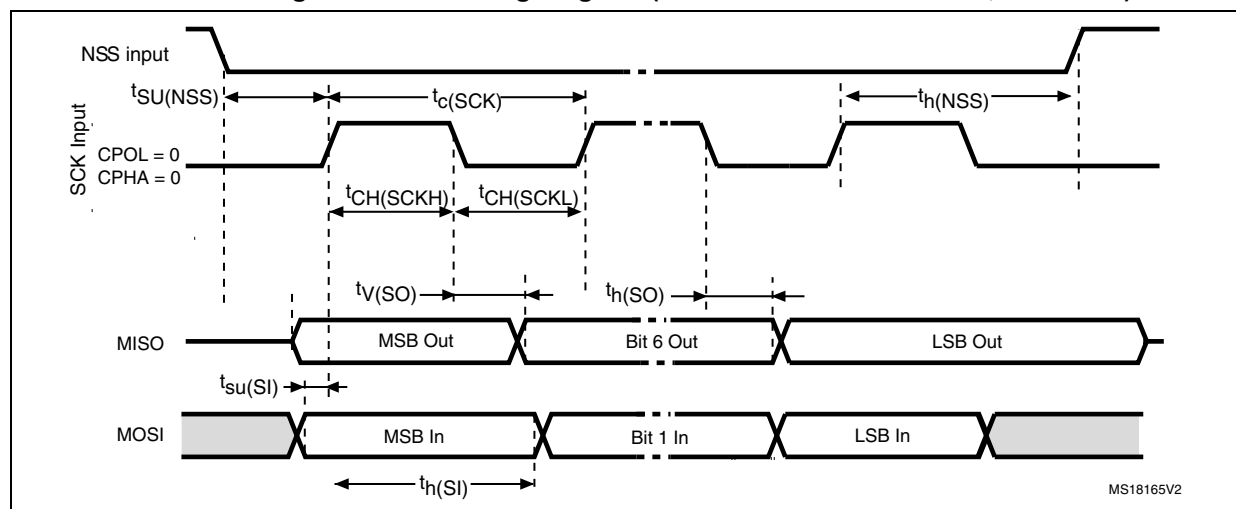 NSS input
tSU(NSS)
tc(SCK)
th(NSS)
SCK Input
CPOL = 0
CPHA = 0
tCH(SCKH)
tCH(SCKL)
tV(SO)
th(SO)
MISO
MSB Out
Bit 6 Out
LSB Out
tsu(SI)
MOSI
MSB In
Bit 1 In
LSB In
th(SI)
MS18165V2